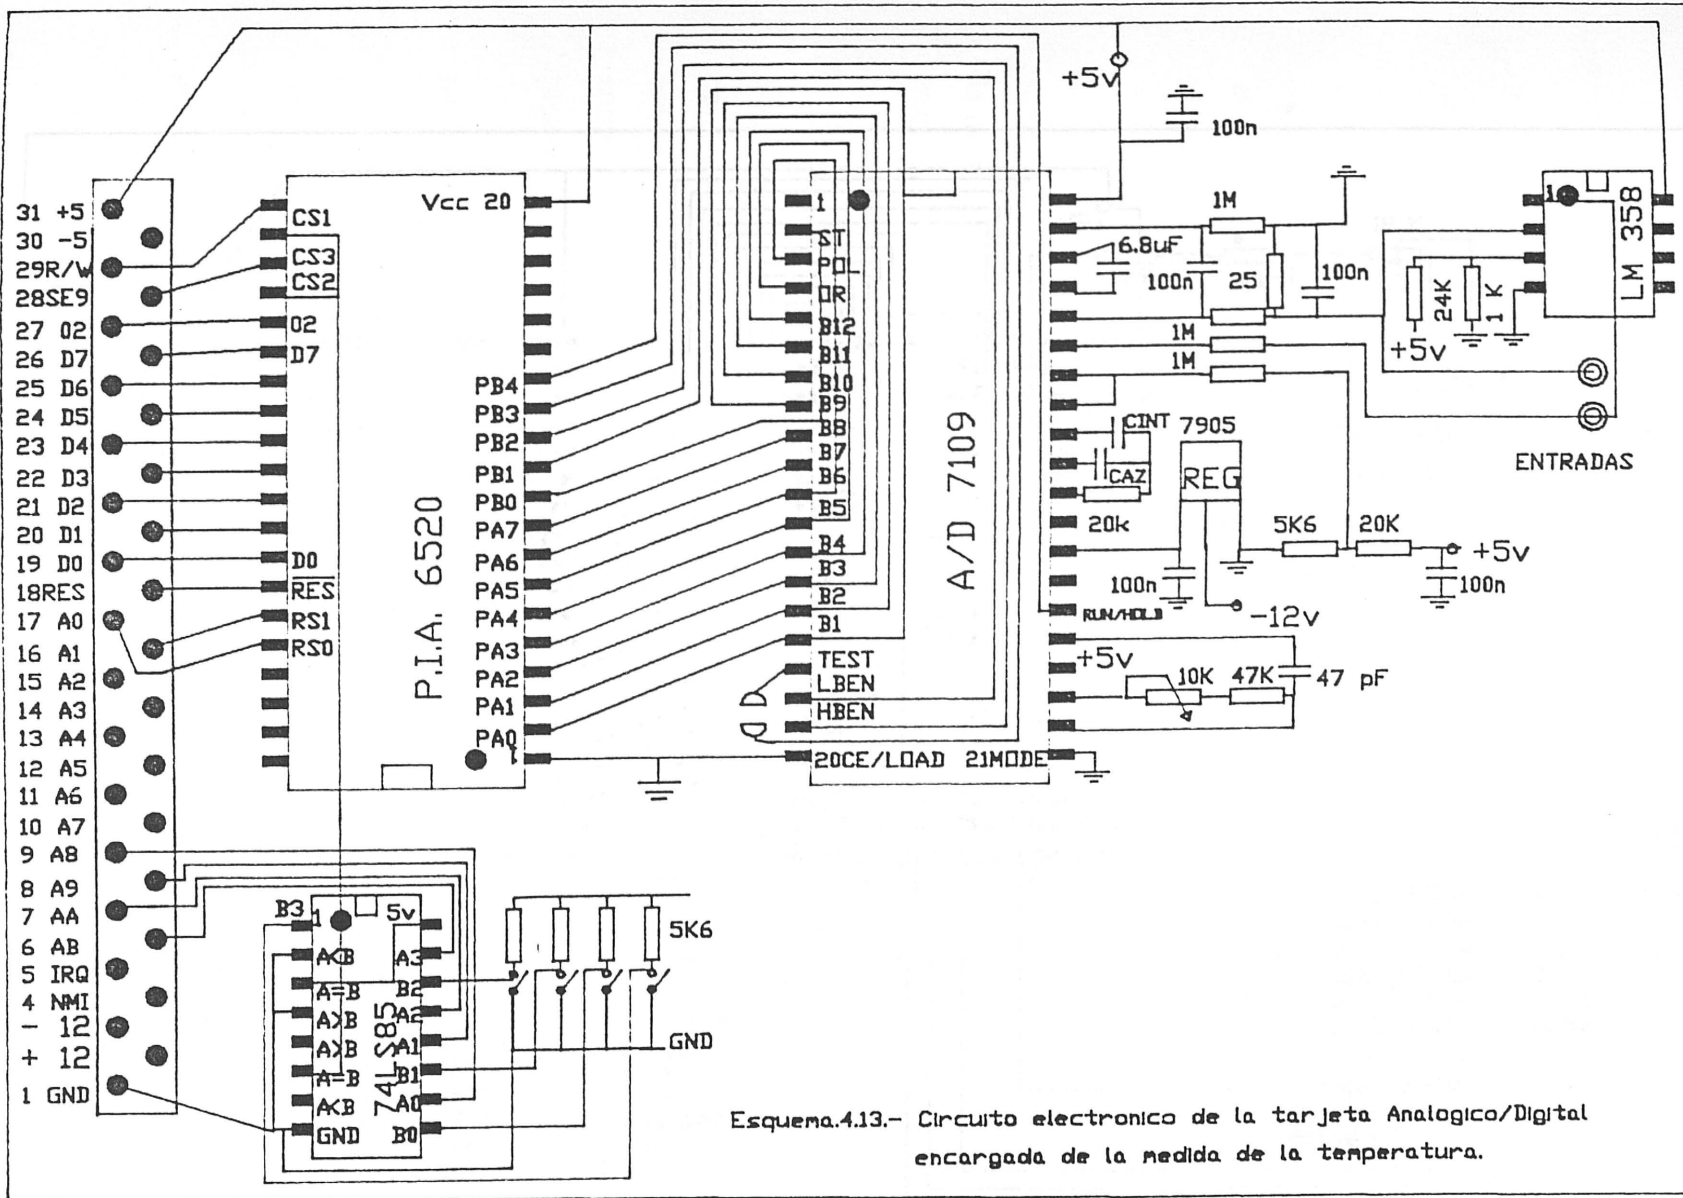 31 +5
30 -5
29R/W
28SE9
27 02
26 D7
25 D6
24 D5
23 D4
22 D3
21 D2
20 D1
19 D0
18RES
17 A0
16 A1
15 A2
14 A3
13 A4
12 A5
11 A6
10 A7
9 A8
8 A9
7 AA
6 AB
5 IRQ
4 NMI
- 12
+ 12
1 GND
CS1
CS3
CS2
02
D7
D0
RES
RS1
RS0
P.I.A. 6520
Vcc 20
PB4
PB3
PB2
PB1
PB0
PA7
PA6
PA5
PA4
PA3
PA2
PA1
PA0
1
1
ST
POL
OR
B12
B11
B10
B9
B8
B7
B6
B5
B4
B3
B2
B1
TEST
LBEN
HBEN
20CE/LOAD 21MODE
A/D 7109
RUN/HOLD
+5v
100n
1M
6.8uF
100n
25
100n
1M
1M
CINT
CAZ
20k
7905
REG
100n
-12v
5K6
20K
+5v
100n
+5v
10K
47K
47 pF
1
LM 358
24K
1 K
+5v
ENTRADAS
B3
1
5v
A<B
A=B
A>B
A>B
A=B
A<B
GND
74LS85
A3
B2
A2
A1
B1
A0
B0
5K6
GND
Esquema.4.13.- Circuito electronico de la tarjeta Analogico/Digital
encargada de la medida de la temperatura.